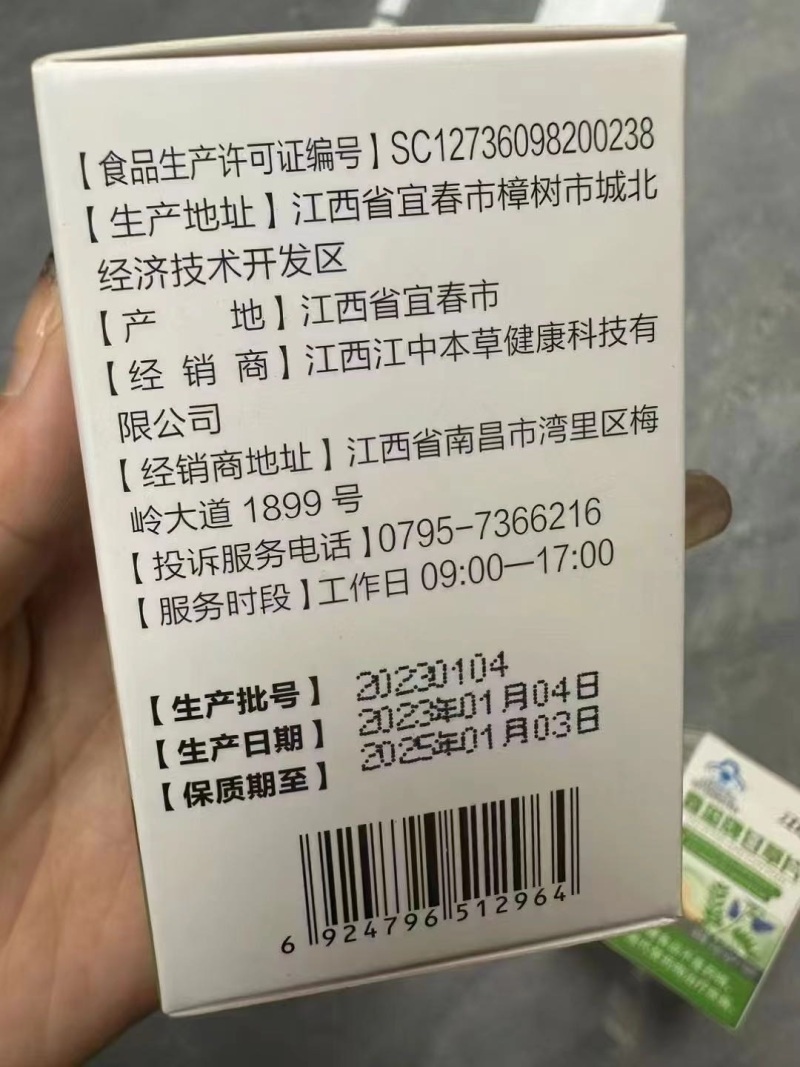 【食品生产许可证编号】SC12736098200238
【生产地址】江西省宜春市樟树市城北
经济技术开发区
【产 地】江西省宜春市
【经 销 商】江西江中本草健康科技有
限公司
【经销商地址】江西省南昌市湾里区梅
岭大道 1899 号
【投诉服务电话】0795-7366216
【服务时段】工作日 09:00—17:00
【生产批号】 20230104
【生产日期】 2023年01月04日
【保质期至】 2025年01月03日
6 924796 512964